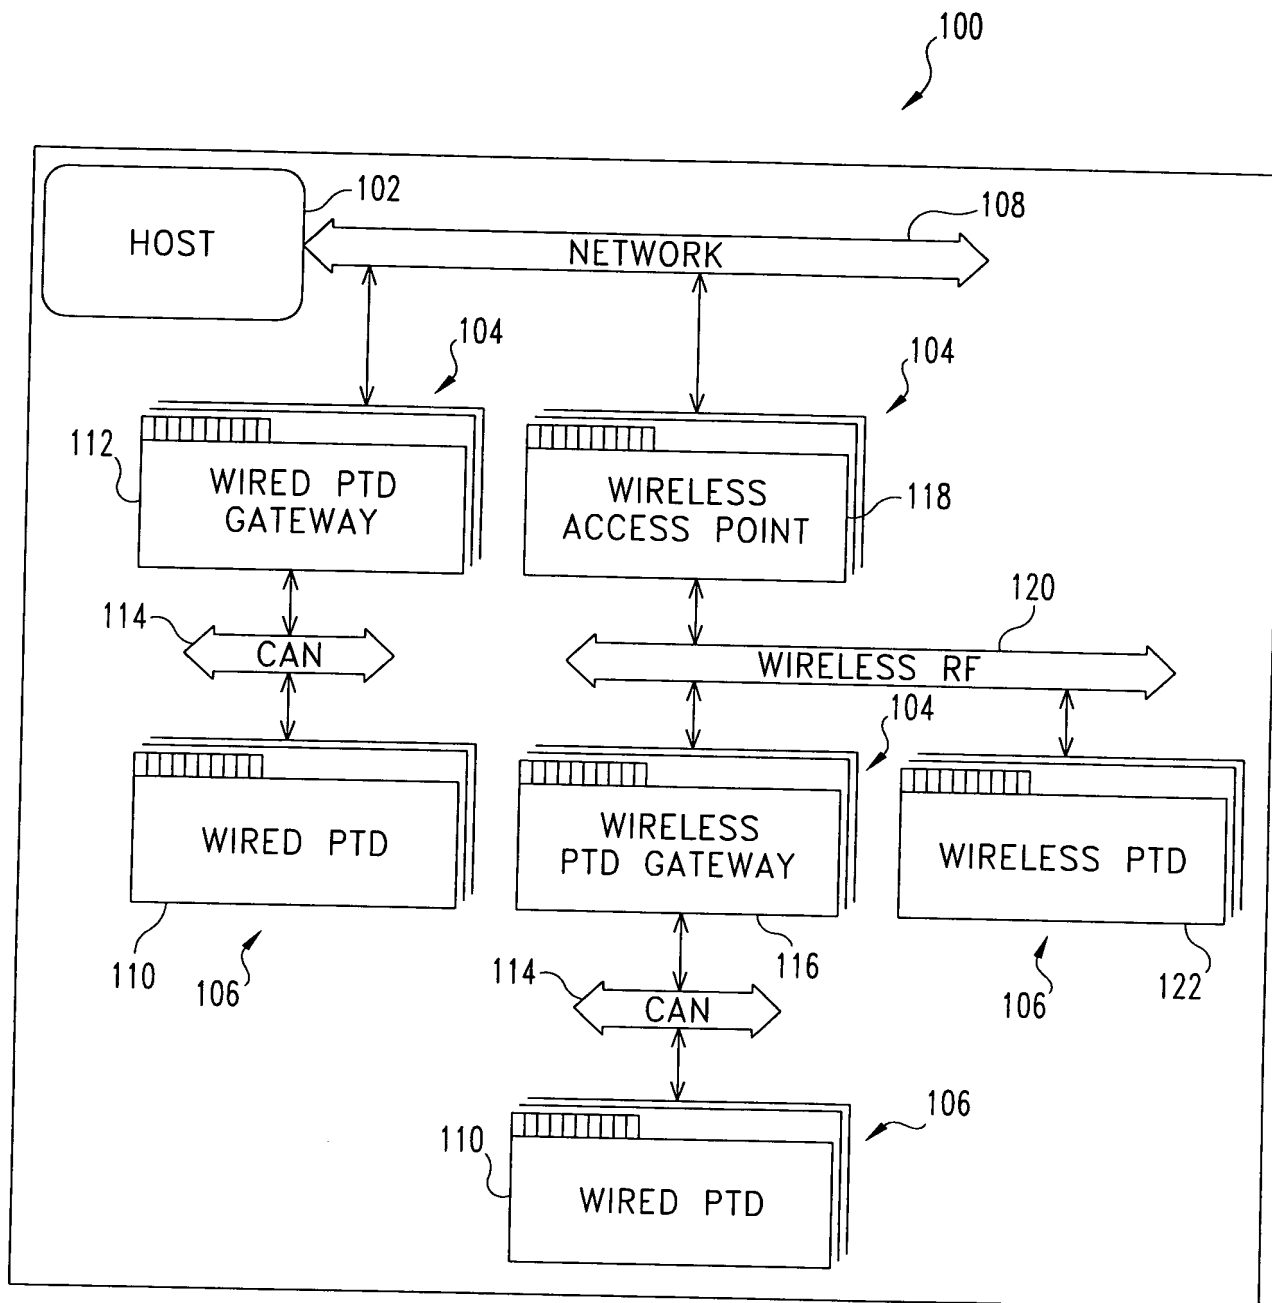 100
102
HOST
108
NETWORK
104
104
112
WIRED PTD
GATEWAY
WIRELESS
ACCESS POINT
118
114
CAN
120
WIRELESS RF
104
WIRED PTD
WIRELESS
PTD GATEWAY
WIRELESS PTD
110
106
116
106
122
114
CAN
106
110
WIRED PTD